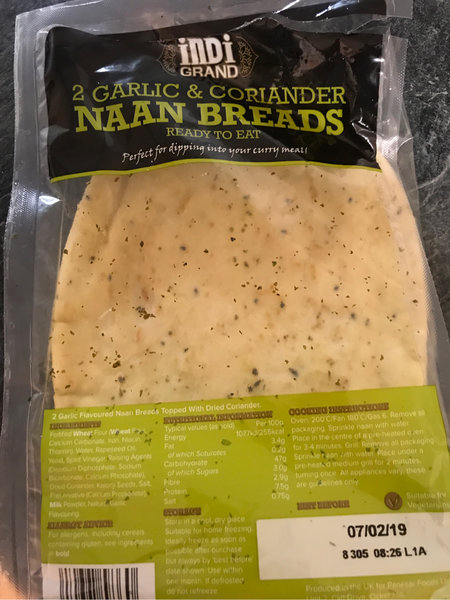 iNDi
GRAND
2 GARLIC & CORIANDER
NAAN BREADS
READY TO EAT
Perfect for dipping into your curry meals
2 Garlic Flavoured Naan Breads Topped With Dried Coriander.
INGREDIENTS
Fortified Wheat Flour (Wheat
Flour, Calcium Carbonate, Iron, Niacin,
Thiamin), Water, Rapeseed Oil,
Yeast, Spirit Vinegar, Raising Agents
(Disodium Diphosphate, Sodium
Bicarbonate, Calcium Phosphate),
Dried Coriander, Kalonji Seeds, Salt,
Preservative (Calcium Propionate),
Milk Powder, Natural Garlic
Flavouring.
ALLERGY ADVICE
For allergens, including cereals
containing gluten, see ingredients
in bold
NUTRITIONAL INFORMATION
Typical values (as sold) Per 100g
Energy 1077kJ/255kcal
Fat 3.4g
of which Saturates 0.2g
Carbohydrate 47g
of which Sugars 3.0g
Fibre 2.9g
Protein 7.5g
Salt 0.75g
STORAGE
Store in a cool, dry place
Suitable for home freezing
Ideally freeze as soon as
possible after purchase
but always by 'best before'
date shown. Use within
one month. If defrosted
do not refreeze
COOKING INSTRUCTIONS
Oven: 200°C/Fan 180°C/Gas 6. Remove all
packaging. Sprinkle naan with water.
Place in the centre of a pre-heated oven
for 3-4 minutes. Grill: Remove all packaging
Sprinkle naan with water. Place under a
pre-heated medium grill for 2 minutes,
turning once. All appliances vary, these
are guidelines only.
BEST BEFORE
Suitable for
Vegetarians
07/02/19
8 305 08:26 L1A
Produced in the UK for Penesar Foods Ltd